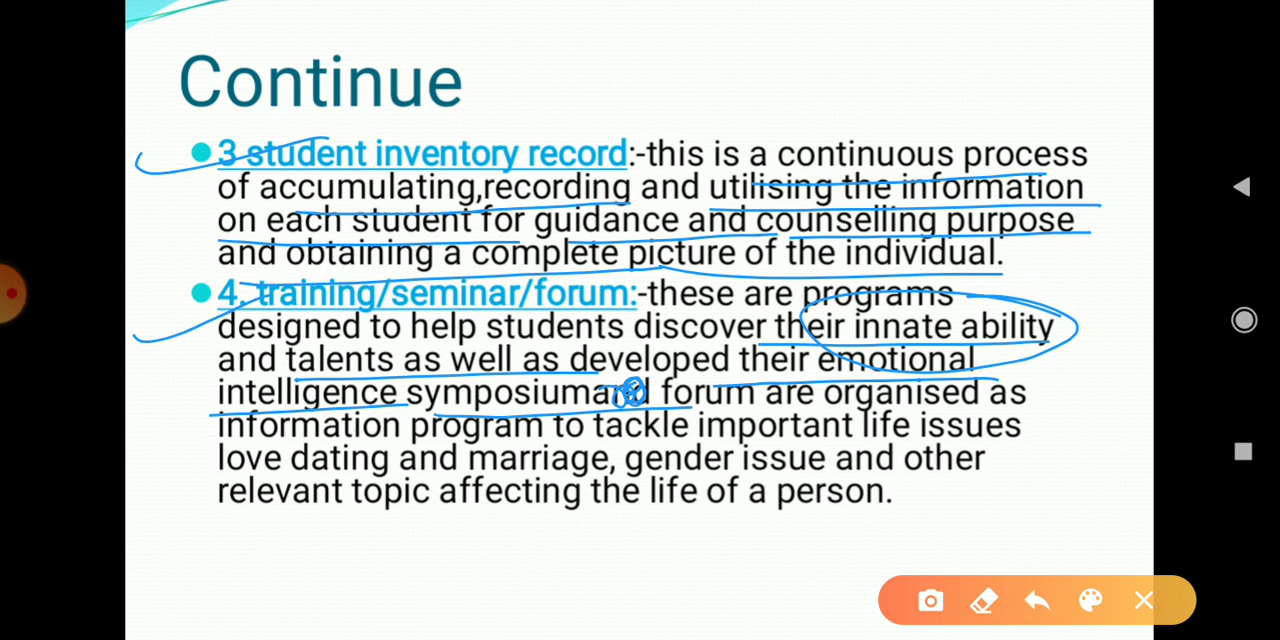 Continue
3 student inventory record:-this is a continuous process
of accumulating,recording and utilising the information
on each student for guidance and counselling purpose
and obtaining a complete picture of the individual.
4. training/seminar/forum:-these are programs
designed to help students discover their innate ability
and talents as well as developed their emotional
intelligence symposiumand forum are organised as
information program to tackle important life issues
love dating and marriage, gender issue and other
relevant topic affecting the life of a person.